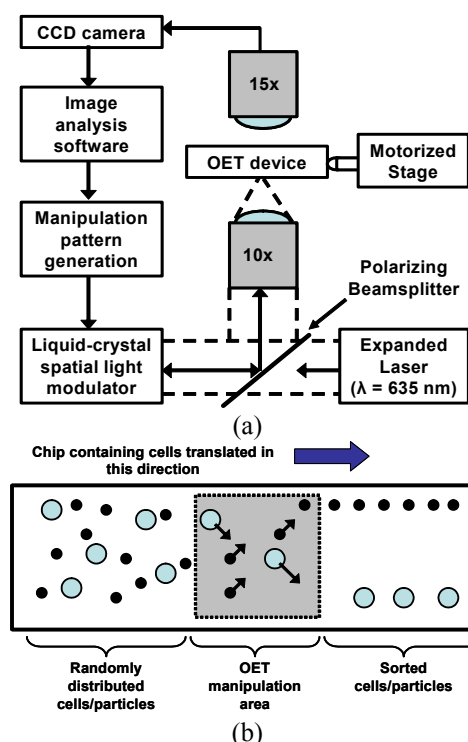 CCD camera
15x
Image
analysis
software
OET device
Motorized
Stage
Manipulation
pattern
generation
10x
Polarizing
Beamsplitter
Liquid-crystal
spatial light
modulator
Expanded
Laser
(λ = 635 nm)
(a)
Chip containing cells translated in
this direction
Randomly
distributed
cells/particles
OET
manipulation
area
Sorted
cells/particles
(b)